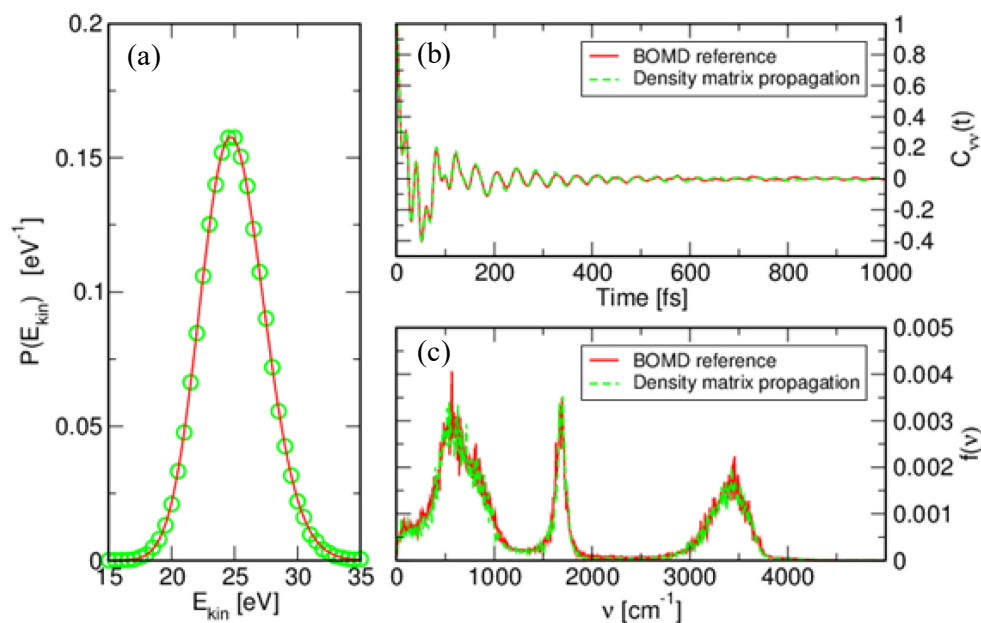 (a)
0.2
0.15
0.1
0.05
0
P(E_kin) [eV⁻¹]
15 20 25 30 35
E_kin [eV]
(b)
BOMD reference
Density matrix propagation
1
0.8
0.6
0.4
0.2
0
-0.2
-0.4
C_vv(t)
0 200 400 600 800 1000
Time [fs]
(c)
BOMD reference
Density matrix propagation
0.005
0.004
0.003
0.002
0.001
0
f(ν)
0 1000 2000 3000 4000
ν [cm⁻¹]